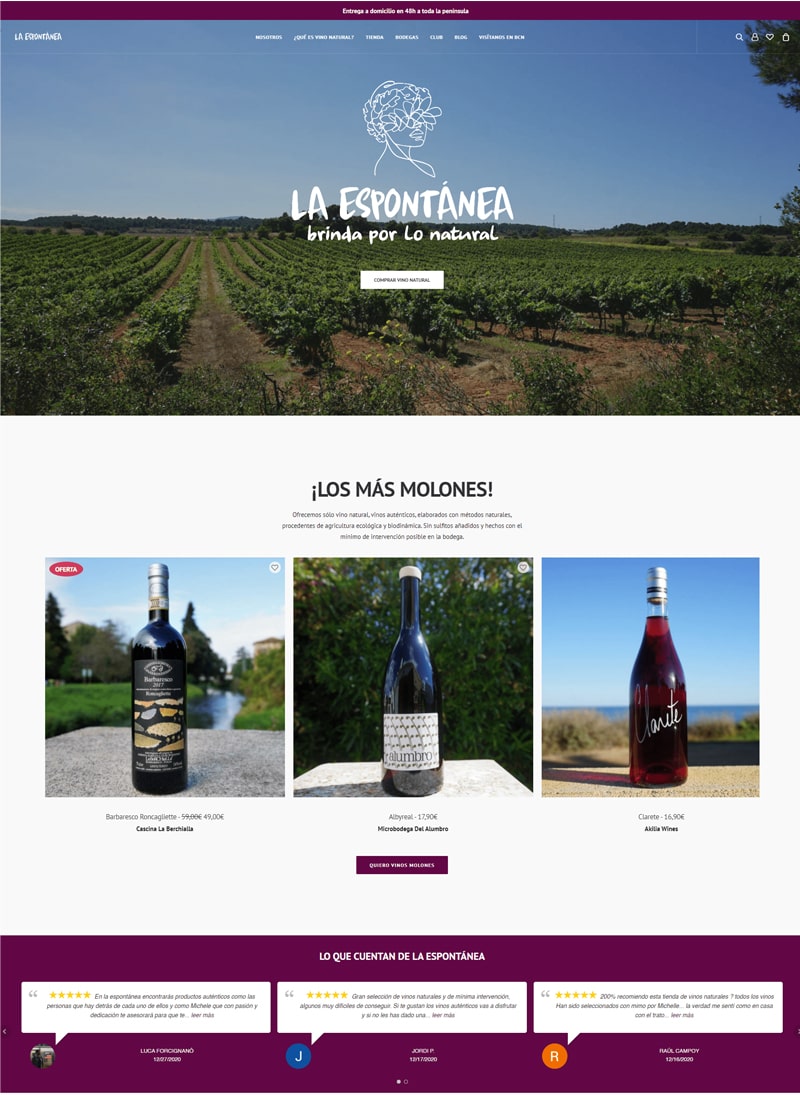 Entrega a domicilio en 48h a toda la península
LA ESPONTÁNEA
NOSOTROS ¿QUÉ ES VINO NATURAL? TIENDA BODEGAS CLUB BLOG VISÍTANOS EN BCN
LA ESPONTÁNEA
brinda por lo natural
COMPRAR VINO NATURAL
¡LOS MÁS MOLONES!
Ofrecemos sólo vino natural, vinos auténticos, elaborados con métodos naturales,
procedentes de agricultura ecológica y biodinámica. Sin sulfitos añadidos y hechos con el
mínimo de intervención posible en la bodega.
OFERTA
Barbaresco
2017
Roncagliette
alumbro
Clarete
Barbaresco Roncagliette - 59,00€ 49,00€
Cascina La Berchialla
Albyreal - 17,90€
Microbodega Del Alumbro
Clarete - 16,90€
Akilia Wines
QUIERO VINOS MOLONES
LO QUE CUENTAN DE LA ESPONTÁNEA
En la espontánea encontrarás productos auténticos como las
personas que hay detrás de cada uno de ellos y como Michele que con pasión y
dedicación te asesorará para que te... leer más
LUCA FORCIGNANÒ
12/27/2020
Gran selección de vinos naturales y de mínima intervención,
algunos muy difíciles de conseguir. Si te gustan los vinos auténticos vas a disfrutar
y si no les has dado una... leer más
J
JORDI P.
12/17/2020
200% recomiendo esta tienda de vinos naturales ? todos los vinos
Han sido seleccionados con mimo por Michelle... la verdad me sentí como en casa
con el trato... leer más
R
RAÚL CAMPOY
12/16/2020